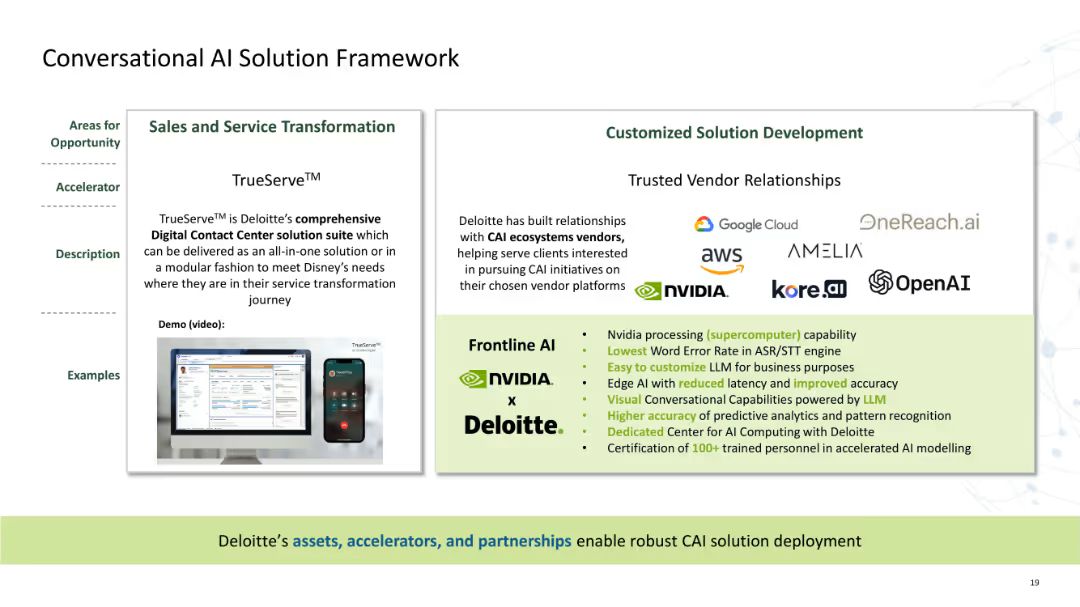 Conversational AI Solution Framework
Areas for
Opportunity
Accelerator
Description
Examples
Sales and Service Transformation
TrueServe™
TrueServe™ is Deloitte's comprehensive
Digital Contact Center solution suite which
can be delivered as an all-in-one solution or in
a modular fashion to meet Disney's needs
where they are in their service transformation
journey
Demo (video):
TrueServe™
Customized Solution Development
Trusted Vendor Relationships
Deloitte has built relationships
with CAI ecosystems vendors,
helping serve clients interested
in pursuing CAI initiatives on
their chosen vendor platforms
Google Cloud
OneReach.ai
aws
AMELIA
NVIDIA.
kore.ai
OpenAI
Frontline AI
NVIDIA.
x
Deloitte.
• Nvidia processing (supercomputer) capability
• Lowest Word Error Rate in ASR/STT engine
• Easy to customize LLM for business purposes
• Edge AI with reduced latency and improved accuracy
• Visual Conversational Capabilities powered by LLM
• Higher accuracy of predictive analytics and pattern recognition
• Dedicated Center for AI Computing with Deloitte
• Certification of 100+ trained personnel in accelerated AI modelling
Deloitte's assets, accelerators, and partnerships enable robust CAI solution deployment
19